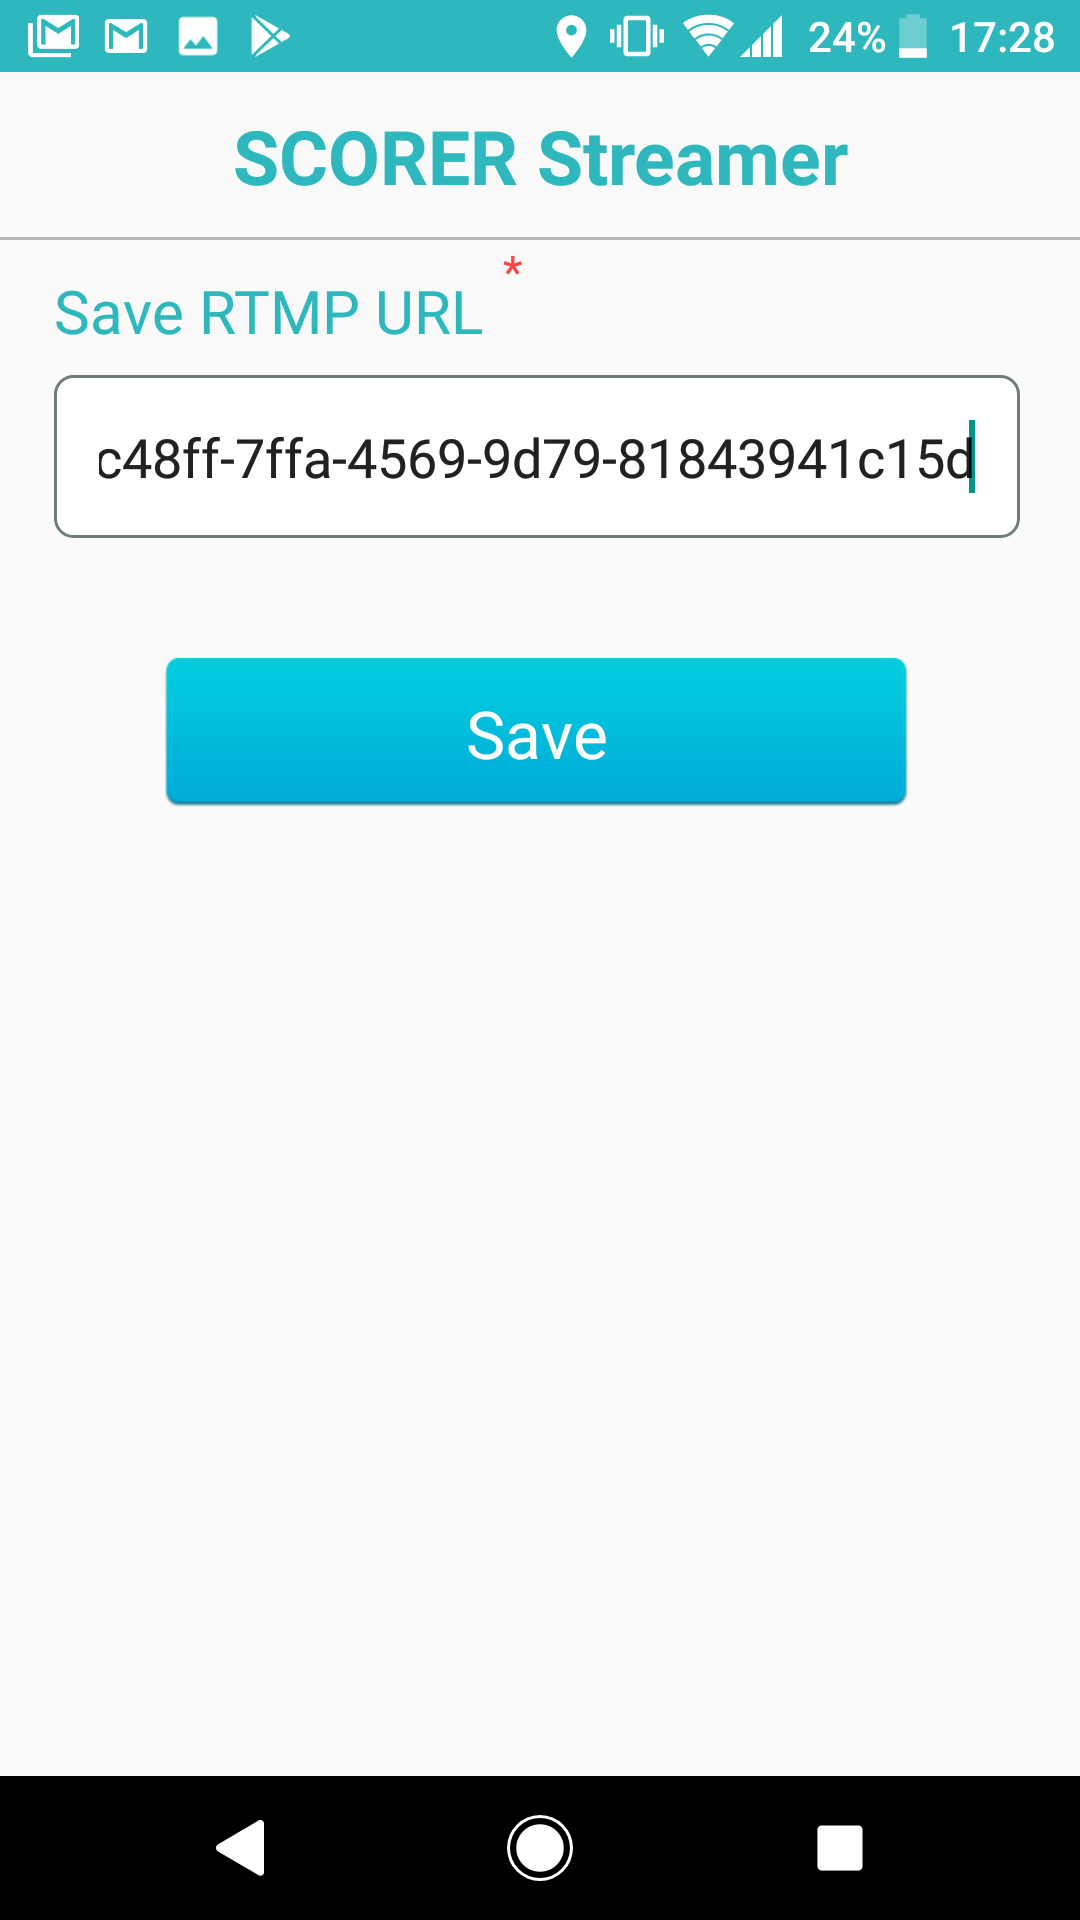 24% 17:28
SCORER Streamer
Save RTMP URL *
c48ff-7ffa-4569-9d79-81843941c15d
Save